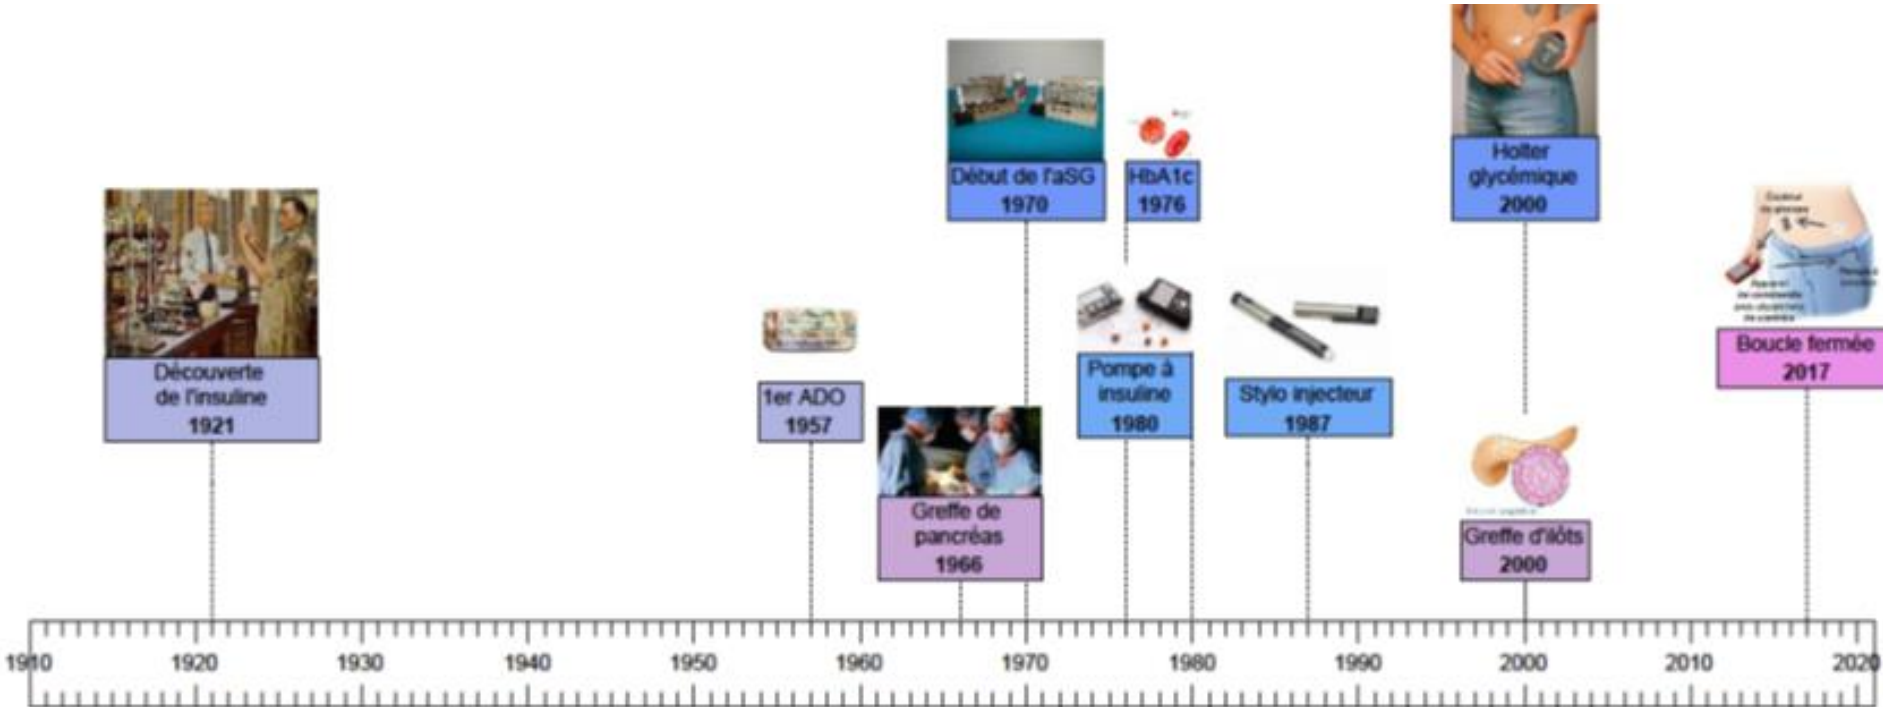 Début de l'aSG
1970
HbA1c
1976
Holter
glycémique
2000
Découverte
de l'insuline
1921
1er ADO
1957
Greffe de
pancréas
1966
Pompe à
insuline
1980
Stylo injecteur
1987
Greffe d'ilôts
2000
Boucle fermée
2017
1910 1920 1930 1940 1950 1960 1970 1980 1990 2000 2010 2020